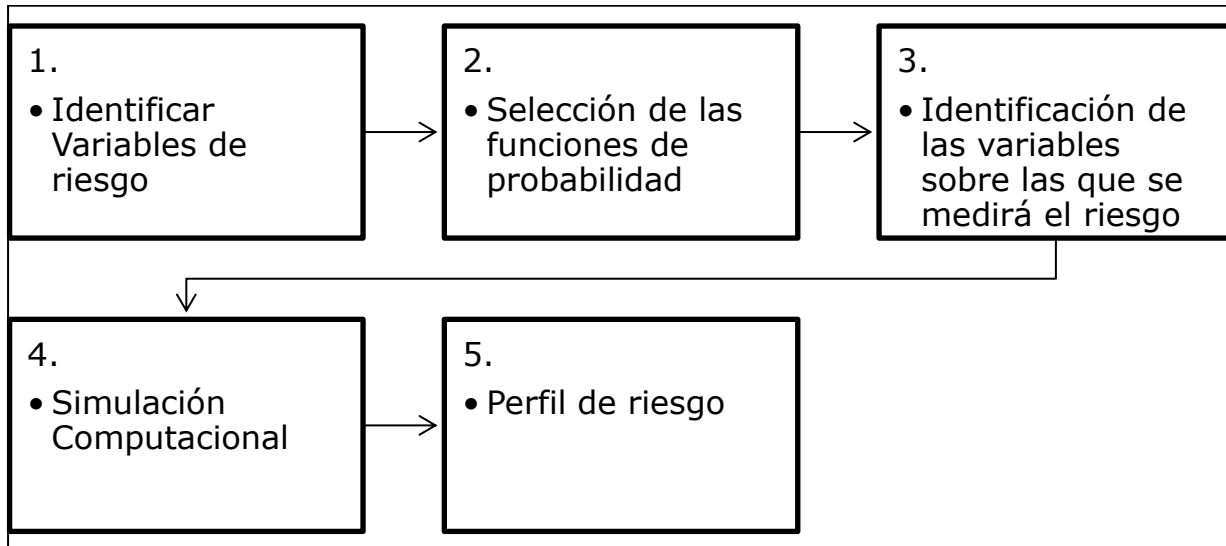 1.
• Identificar
Variables de
riesgo
2.
• Selección de las
funciones de
probabilidad
3.
• Identificación de
las variables
sobre las que se
medirá el riesgo
4.
• Simulación
Computacional
5.
• Perfil de riesgo